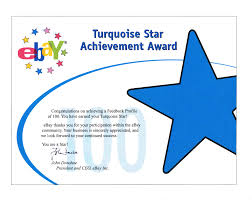 Turquoise Star
Achievement Award
ebay
100
Congratulations on achieving a Feedback Profile
of 100. You have earned your Turquoise Star!
eBay thanks you for your participation within the eBay
community. Your business is sincerely appreciated, and
we look forward to your continued success.
You are a Star!
John Donahoe
President and CEO, eBay Inc.